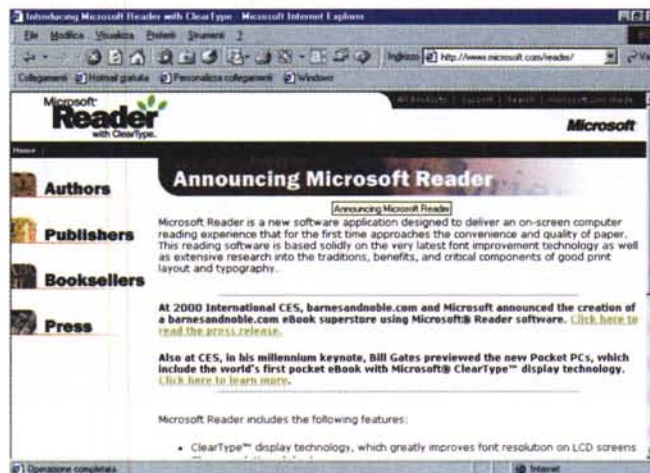 Introducing Microsoft Reader with ClearType - Microsoft Internet Explorer
File Modifica Visualizza Preferiti Strumenti ?
Indirizzo http://www.microsoft.com/reader/
Collegamenti Hotmail gratuita Personalizza collegamenti Windows
Microsoft
Reader
with ClearType.
All Products | Support | Search | microsoft.com Guide
Microsoft
Home
Announcing Microsoft Reader
Announcing Microsoft Reader
Authors
Publishers
Booksellers
Press
Microsoft Reader is a new software application designed to deliver an on-screen computer
reading experience that for the first time approaches the convenience and quality of paper.
This reading software is based solidly on the very latest font improvement technology as well
as extensive research into the traditions, benefits, and critical components of good print
layout and typography.
At 2000 International CES, barnesandnoble.com and Microsoft announced the creation of
a barnesandnoble.com eBook superstore using Microsoft® Reader software. Click here to
read the press release.
Also at CES, in his millennium keynote, Bill Gates previewed the new Pocket PCs, which
include the world's first pocket eBook with Microsoft® ClearType™ display technology.
Click here to learn more.
Microsoft Reader includes the following features:
• ClearType™ display technology, which greatly improves font resolution on LCD screens
Operazione completata
Internet